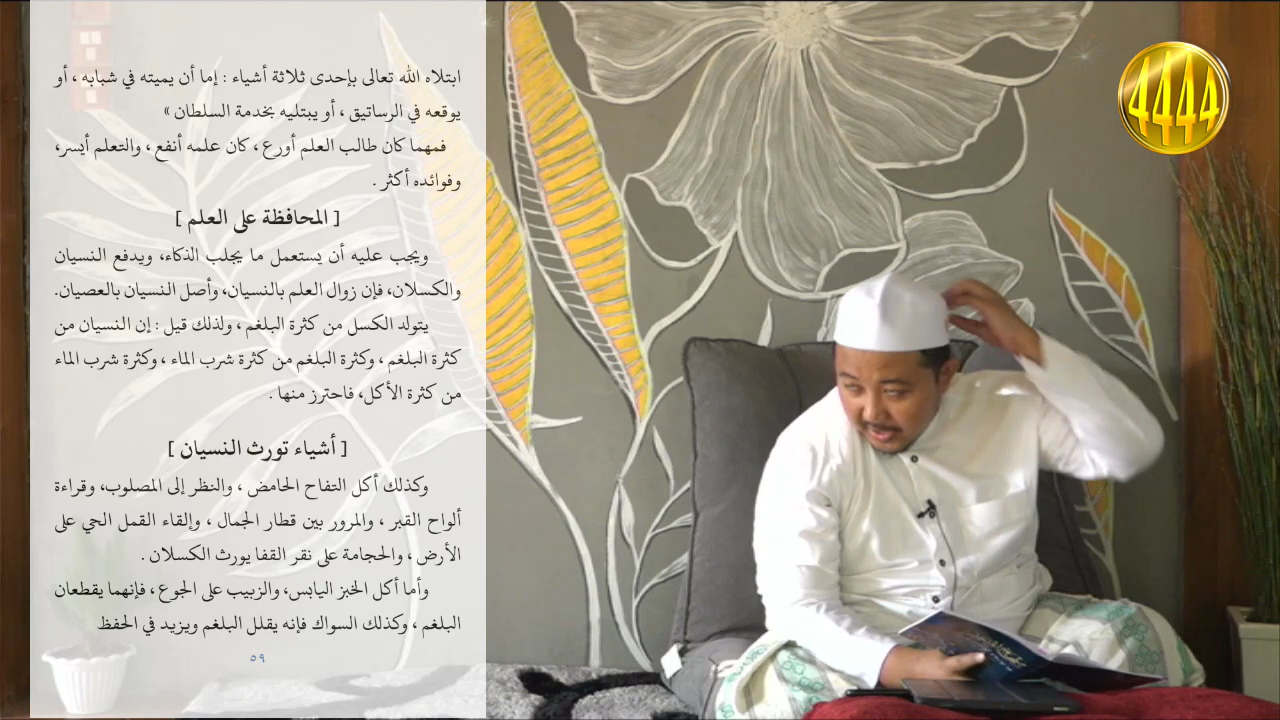 ابتلاه الله تعالى بإحدى ثلاثة أشياء : إما أن يميته في شبابه ، أو
يوقعه في الرساتيق ، أو يبتليه بخدمة السلطان »
فمهما كان طالب العلم أورع ، كان علمه أنفع ، والتعلم أيسر،
وفوائده أكثر .
[ المحافظة على العلم ]
ويجب عليه أن يستعمل ما يجلب الذكاء، ويدفع النسيان
والكسلان، فإن زوال العلم بالنسيان، وأصل النسيان بالعصيان.
يتولد الكسل من كثرة البلغم ، ولذلك قيل : إن النسيان من
كثرة البلغم ، وكثرة البلغم من كثرة شرب الماء ، وكثرة شرب الماء
من كثرة الأكل، فاحترز منها .
[ أشياء تورث النسيان ]
وكذلك أكل التفاح الحامض ، والنظر إلى المصلوب، وقراءة
ألواح القبر ، والمرور بين قطار الجمال ، وإلقاء القمل الحي على
الأرض ، والحجامة على نقر القفا يورث الكسلان .
وأما أكل الخبز اليابس، والزبيب على الجوع ، فإنهما يقطعان
البلغم ، وكذلك السواك فإنه يقلل البلغم ويزيد في الحفظ
٥٩
4444